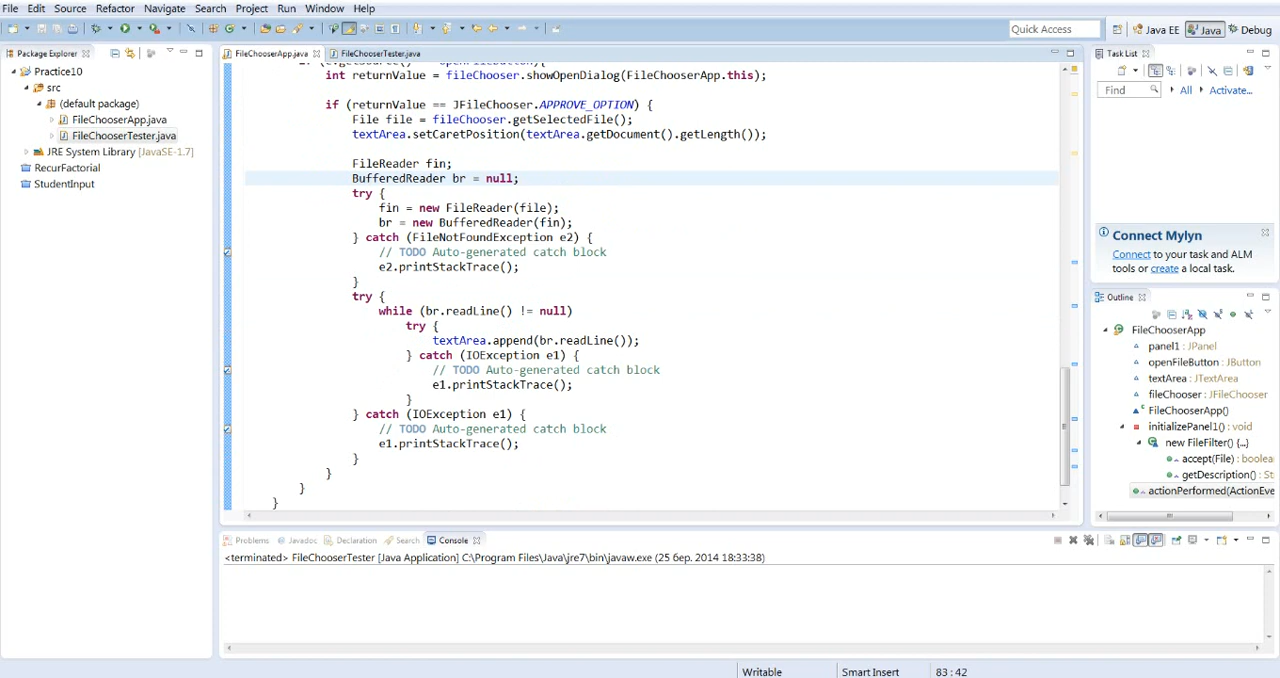 File Edit Source Refactor Navigate Search Project Run Window Help
Quick Access
Java EE
Java
Debug
Package Explorer
Practice10
src
(default package)
FileChooserApp.java
FileChooserTester.java
JRE System Library [JavaSE-1.7]
RecurFactorial
StudentInput
FileChooserApp.java
FileChooserTester.java
int returnValue = fileChooser.showOpenDialog(FileChooserApp.this);
if (returnValue == JFileChooser.APPROVE_OPTION) {
File file = fileChooser.getSelectedFile();
textArea.setCaretPosition(textArea.getDocument().getLength());
FileReader fin;
BufferedReader br = null;
try {
fin = new FileReader(file);
br = new BufferedReader(fin);
} catch (FileNotFoundException e2) {
// TODO Auto-generated catch block
e2.printStackTrace();
}
try {
while (br.readLine() != null)
try {
textArea.append(br.readLine());
} catch (IOException e1) {
// TODO Auto-generated catch block
e1.printStackTrace();
}
} catch (IOException e1) {
// TODO Auto-generated catch block
e1.printStackTrace();
}
}
}
}
Task List
Find
All
Activate...
Connect Mylyn
Connect to your task and ALM
tools or create a local task.
Outline
FileChooserApp
panel1 : JPanel
openFileButton : JButton
textArea : JTextArea
fileChooser : JFileChooser
FileChooserApp()
initializePanel1() : void
new FileFilter() {...}
accept(File) : boolea
getDescription() : St
actionPerformed(ActionEve
Problems
Javadoc
Declaration
Search
Console
<terminated> FileChooserTester [Java Application] C:\Program Files\Java\jre7\bin\javaw.exe (25 бер. 2014 18:33:38)
Writable
Smart Insert
83 : 42